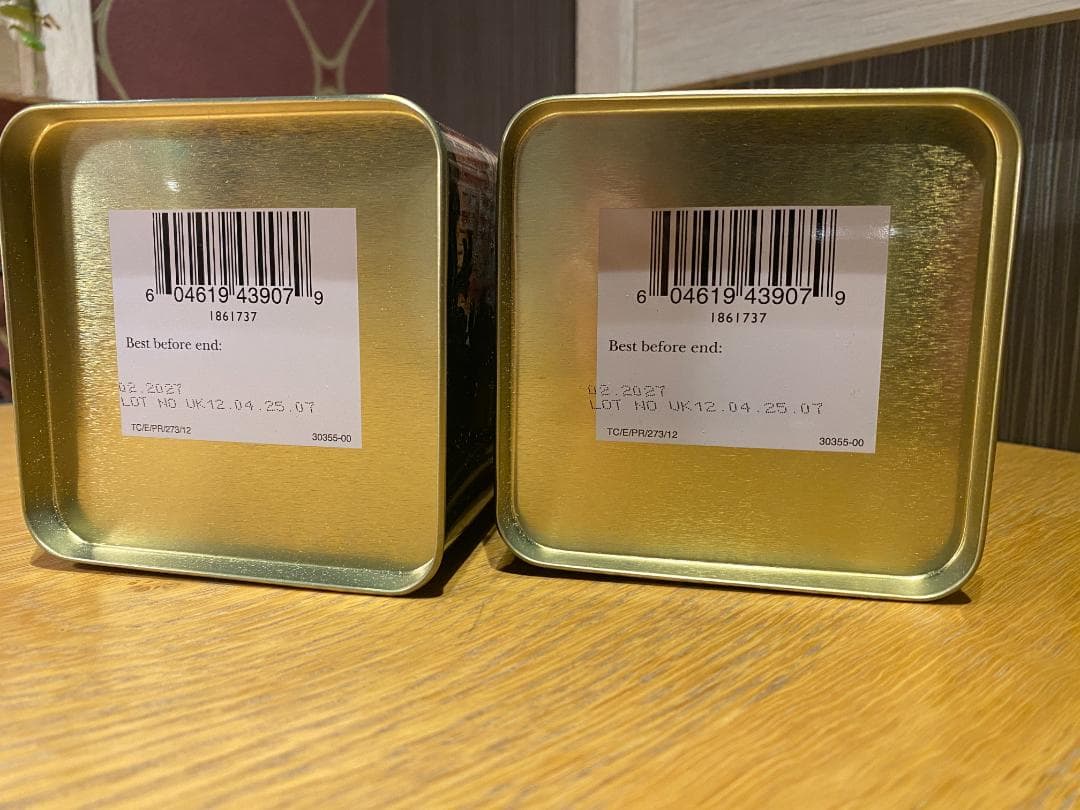 6 04619 43907 9
1861737
Best before end:
02.2027
LOT NO UK12.04.25.07
TC/E/PR/273/12
30355-00
6 04619 43907 9
1861737
Best before end:
02.2027
LOT NO UK12.04.25.07
TC/E/PR/273/12
30355-00